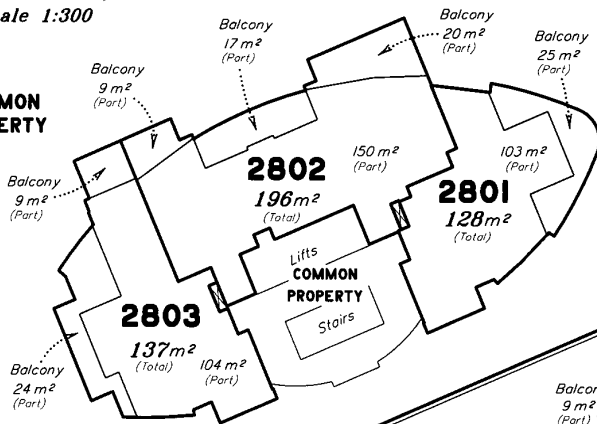 ale 1:300
MON
ERTY
Balcony
9 m²
(Part)
Balcony
17 m²
(Part)
Balcony
20 m²
(Part)
Balcony
25 m²
(Part)
Balcony
9 m²
(Part)
2802
196m²
(Total)
150 m²
(Part)
103 m²
(Part)
2801
128m²
(Total)
Lifts
COMMON
PROPERTY
Stairs
2803
137m²
(Total)
104 m²
(Part)
Balcony
24 m²
(Part)
Balcon
9 m²
(Part)